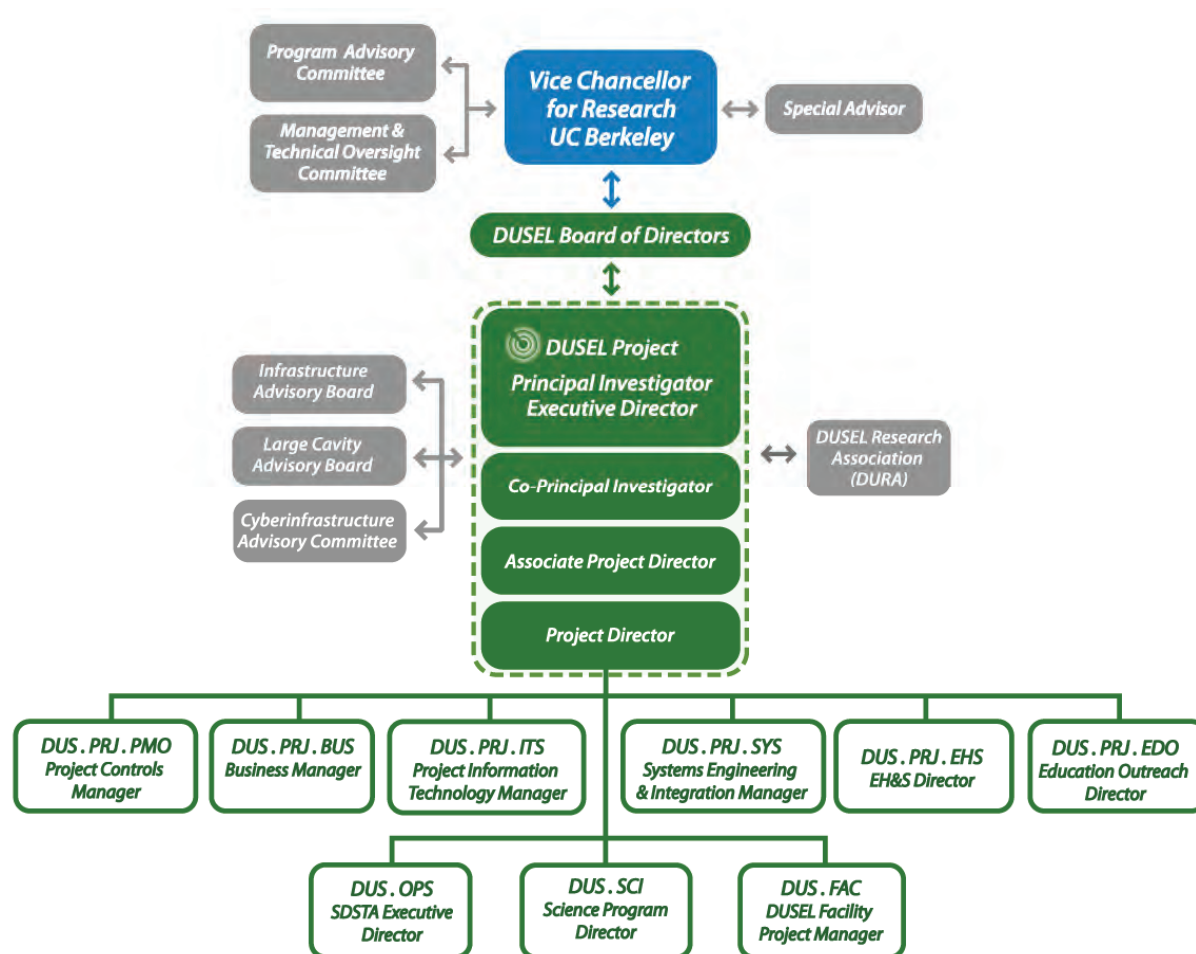 Program Advisory
Committee
Management &
Technical Oversight
Committee
Vice Chancellor
for Research
UC Berkeley
Special Advisor
DUSEL Board of Directors
DUSEL Project
Principal Investigator
Executive Director
Infrastructure
Advisory Board
Large Cavity
Advisory Board
Cyberinfrastructure
Advisory Committee
DUSEL Research
Association
(DURA)
Co-Principal Investigator
Associate Project Director
Project Director
DUS . PRJ . PMO
Project Controls
Manager
DUS . PRJ . BUS
Business Manager
DUS . PRJ . ITS
Project Information
Technology Manager
DUS . PRJ . SYS
Systems Engineering
& Integration Manager
DUS . PRJ . EHS
EH&S Director
DUS . PRJ . EDO
Education Outreach
Director
DUS . OPS
SDSTA Executive
Director
DUS . SCI
Science Program
Director
DUS . FAC
DUSEL Facility
Project Manager